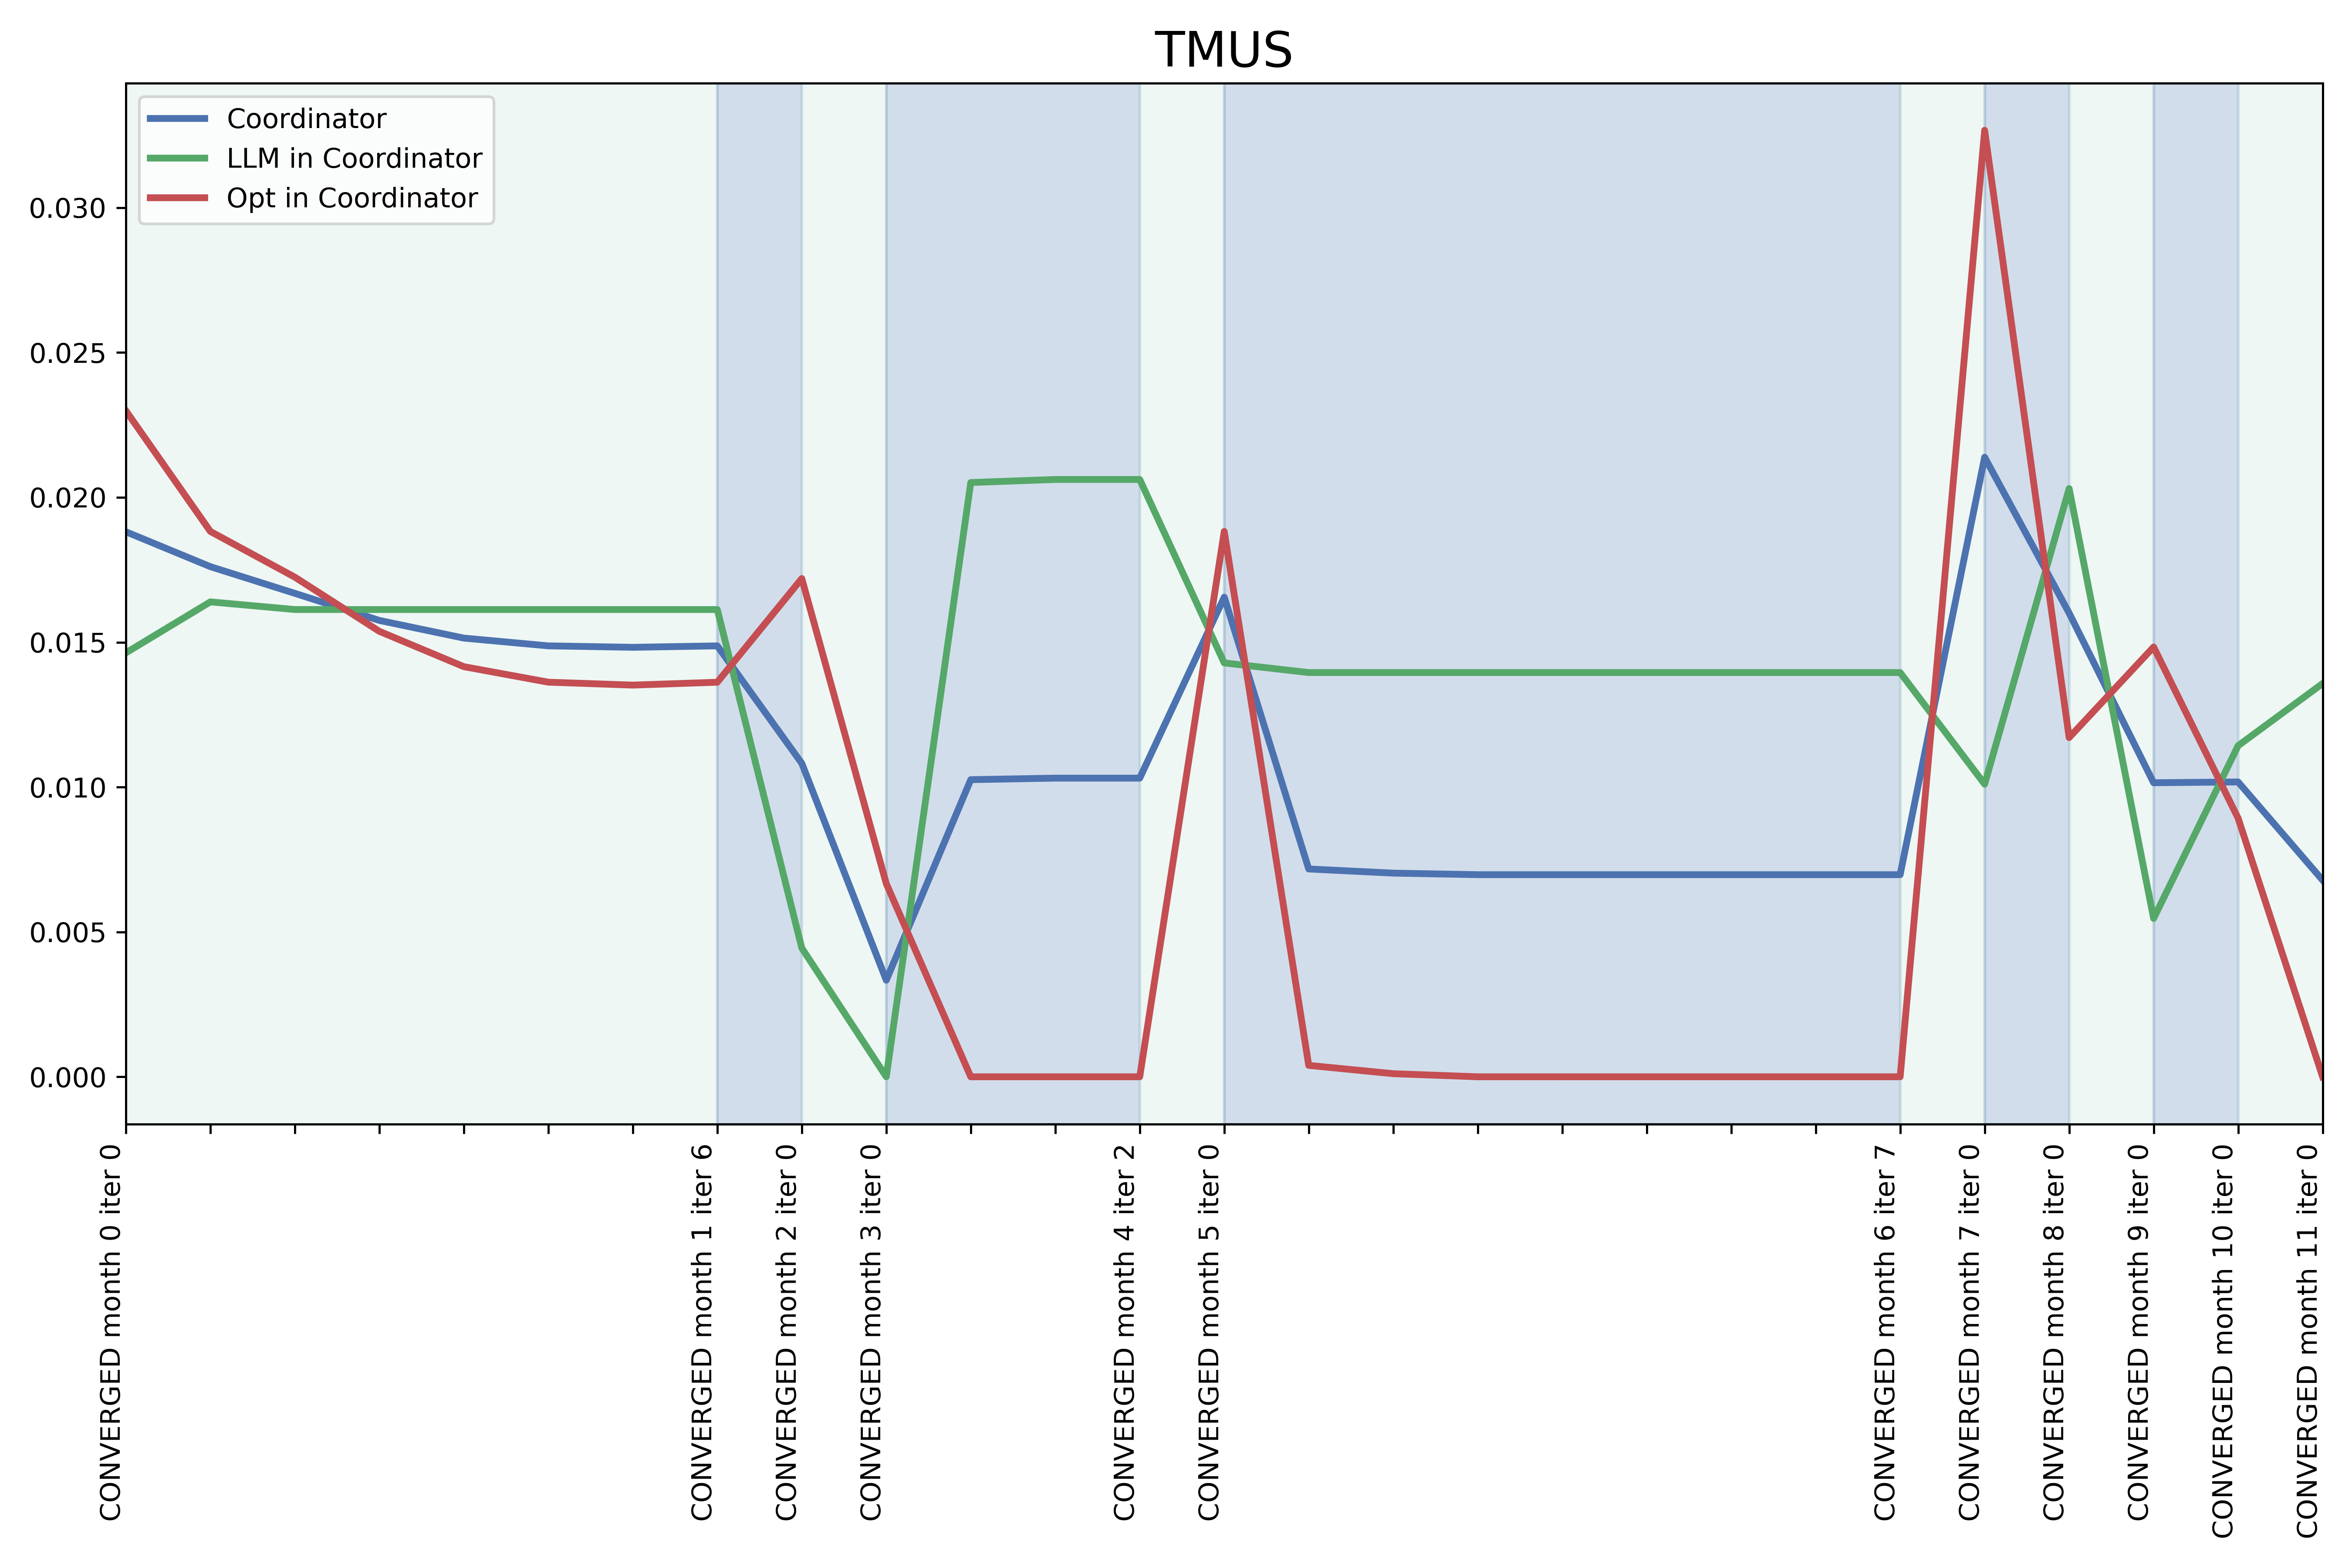 TMUS
Coordinator
LLM in Coordinator
Opt in Coordinator
0.030
0.025
0.020
0.015
0.010
0.005
0.000
CONVERGED month 0 iter 0
CONVERGED month 1 iter 6
CONVERGED month 2 iter 0
CONVERGED month 3 iter 0
CONVERGED month 4 iter 2
CONVERGED month 5 iter 0
CONVERGED month 6 iter 7
CONVERGED month 7 iter 0
CONVERGED month 8 iter 0
CONVERGED month 9 iter 0
CONVERGED month 10 iter 0
CONVERGED month 11 iter 0